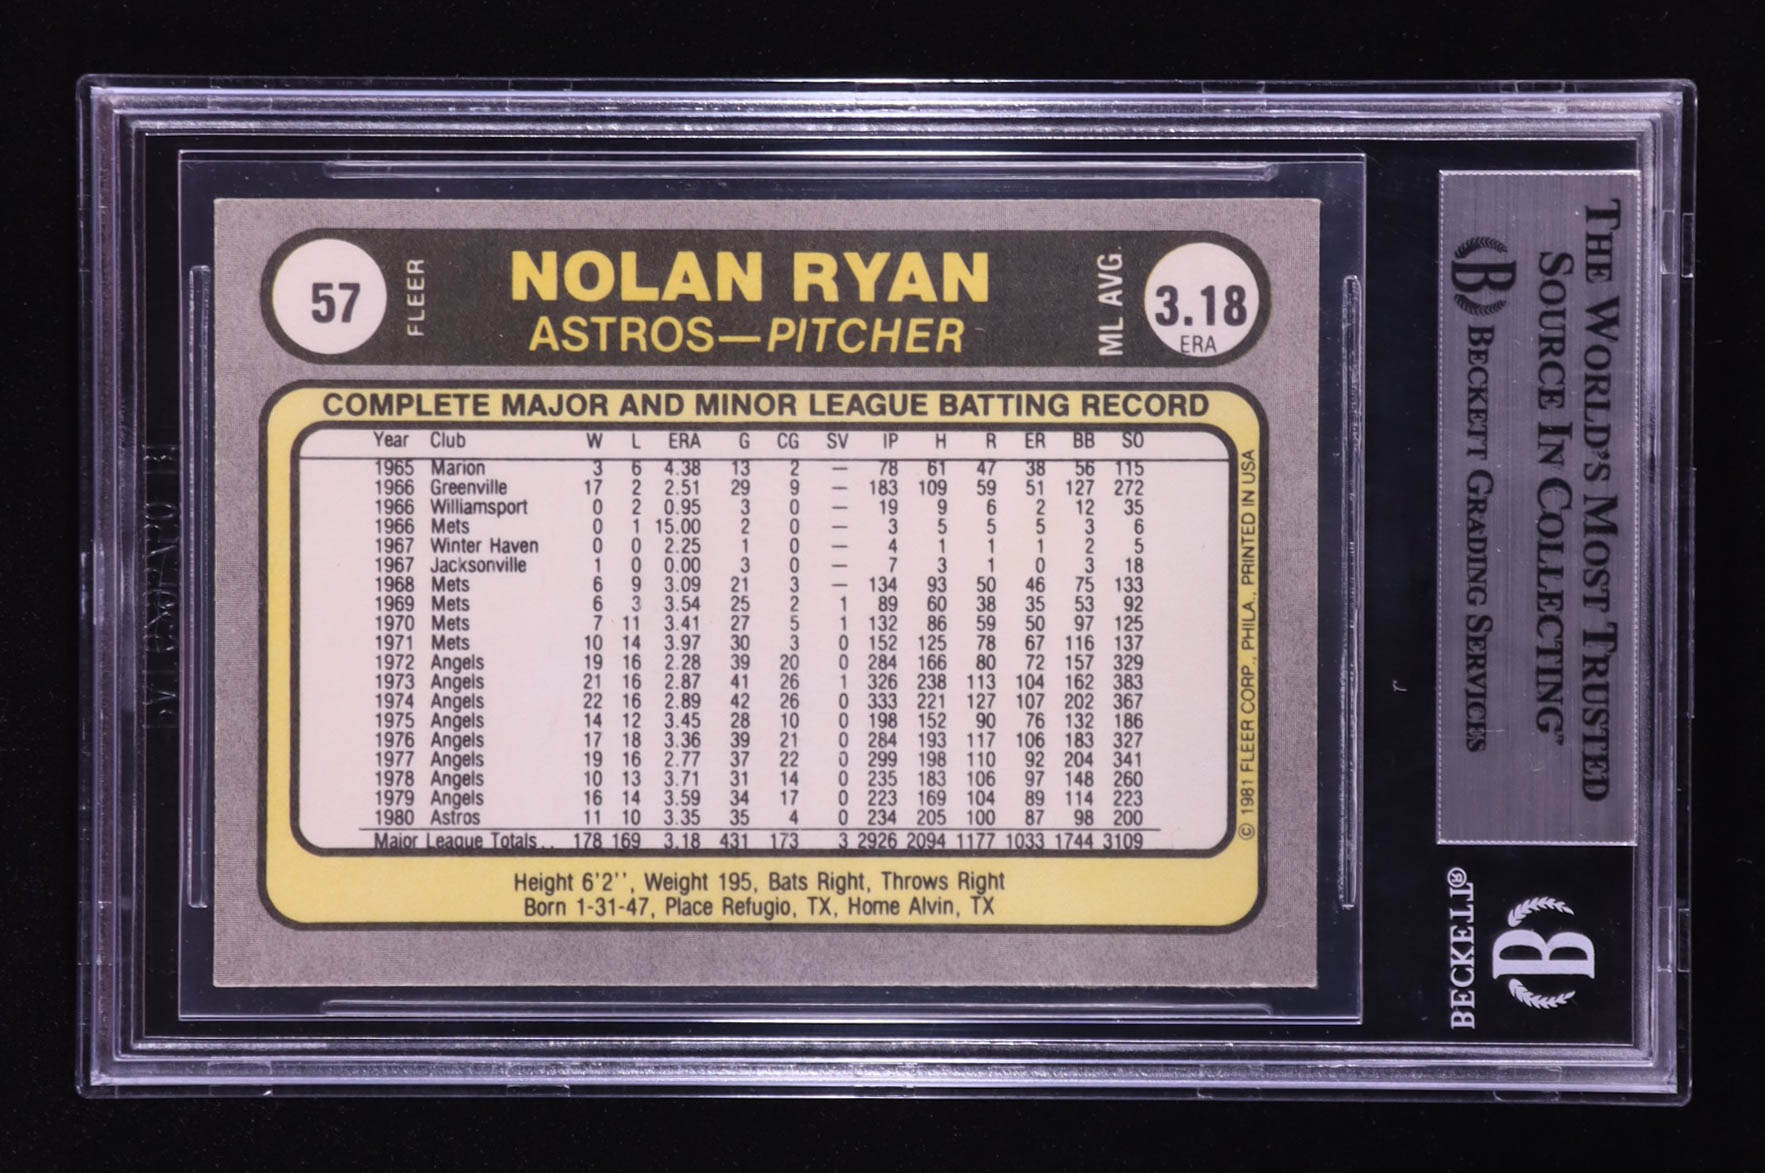 57
FLEER
NOLAN RYAN
ASTROS—PITCHER
ML AVG.
3.18
ERA
COMPLETE MAJOR AND MINOR LEAGUE BATTING RECORD
Year Club W L ERA G CG SV IP H R ER BB SO
1965 Marion 3 6 4.38 13 2 — 78 61 47 38 56 115
1966 Greenville 17 2 2.51 29 9 — 183 109 59 51 127 272
1966 Williamsport 0 2 0.95 3 0 — 19 9 6 2 12 35
1966 Mets 0 1 15.00 2 0 — 3 5 5 5 3 6
1967 Winter Haven 0 0 2.25 1 0 — 4 1 1 1 2 5
1967 Jacksonville 1 0 0.00 3 0 — 7 3 1 0 3 18
1968 Mets 6 9 3.09 21 3 — 134 93 50 46 75 133
1969 Mets 6 3 3.54 25 2 1 89 60 38 35 53 92
1970 Mets 7 11 3.41 27 5 1 132 86 59 50 97 125
1971 Mets 10 14 3.97 30 3 0 152 125 78 67 116 137
1972 Angels 19 16 2.28 39 20 0 284 166 80 72 157 329
1973 Angels 21 16 2.87 41 26 1 326 238 113 104 162 383
1974 Angels 22 16 2.89 42 26 0 333 221 127 107 202 367
1975 Angels 14 12 3.45 28 10 0 198 152 90 76 132 186
1976 Angels 17 18 3.36 39 21 0 284 193 117 106 183 327
1977 Angels 19 16 2.77 37 22 0 299 198 110 92 204 341
1978 Angels 10 13 3.71 31 14 0 235 183 106 97 148 260
1979 Angels 16 14 3.59 34 17 0 223 169 104 89 114 223
1980 Astros 11 10 3.35 35 4 0 234 205 100 87 98 200
Major League Totals.. 178 169 3.18 431 173 3 2926 2094 1177 1033 1744 3109
Height 6'2'', Weight 195, Bats Right, Throws Right
Born 1-31-47, Place Refugio, TX, Home Alvin, TX
© 1981 FLEER CORP., PHILA., PRINTED IN USA
THE WORLD'S MOST TRUSTED
SOURCE IN COLLECTING™
B BECKETT GRADING SERVICES
B
BECKETT®